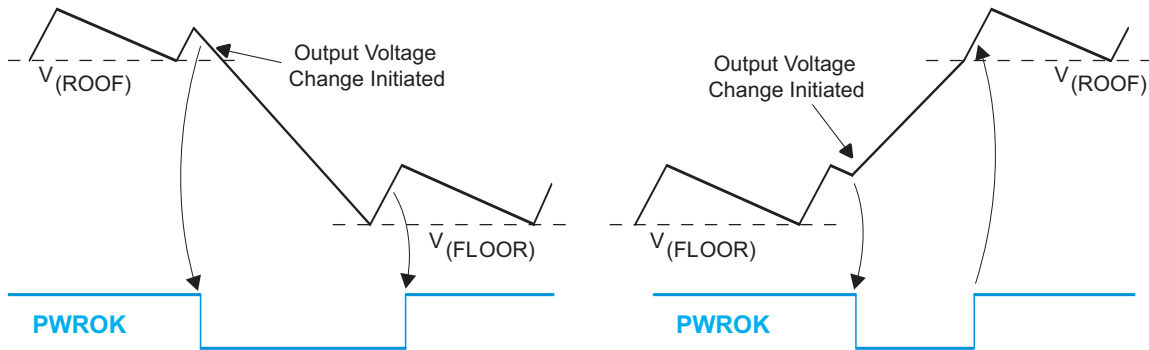 Output Voltage
Change Initiated
V(ROOF)
V(FLOOR)
PWROK
Output Voltage
Change Initiated
V(ROOF)
V(FLOOR)
PWROK